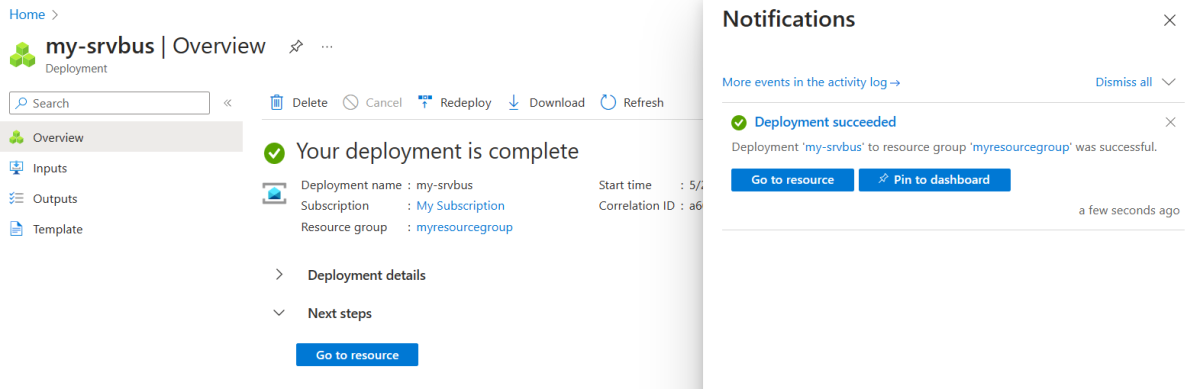 Home
my-srvbus | Overview
Deployment
Search
Overview
Inputs
Outputs
Template
Delete
Cancel
Redeploy
Download
Refresh
Your deployment is complete
Deployment name : my-srvbus
Subscription : My Subscription
Resource group : myresourcegroup
Start time : 5/2
Correlation ID :
Deployment details
Next steps
Go to resource
Notifications
More events in the activity log →
Dismiss all
Deployment succeeded
Deployment 'my-srvbus' to resource group 'myresourcegroup' was successful.
Go to resource
Pin to dashboard
a few seconds ago